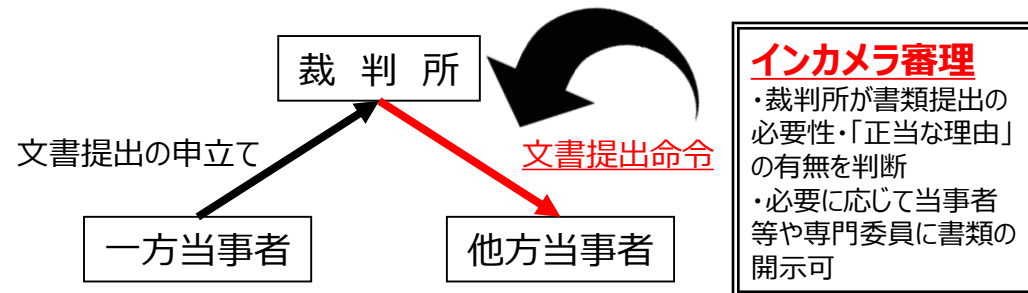 裁 判 所
文書提出の申立て
文書提出命令
一方当事者
他方当事者
インカメラ審理
・裁判所が書類提出の
必要性・「正当な理由」
の有無を判断
・必要に応じて当事者
等や専門委員に書類の
開示可